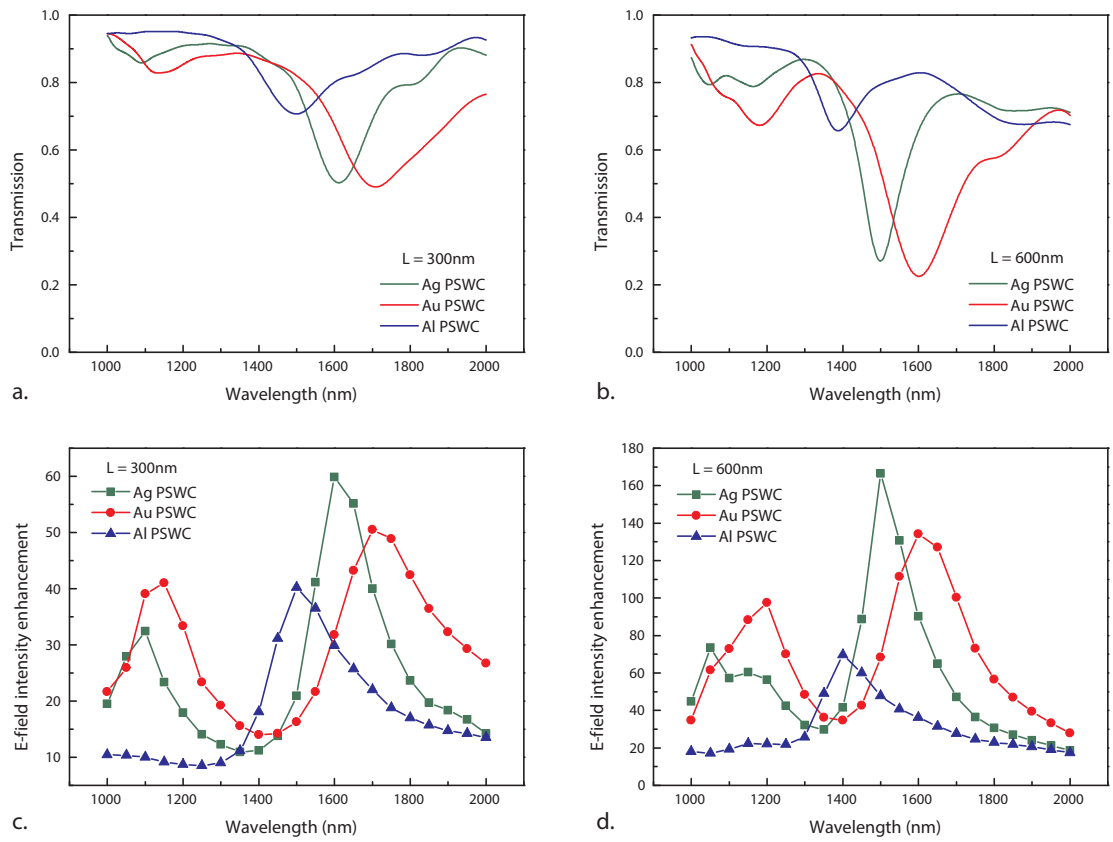 1.0
0.8
0.6
0.4
0.2
0.0
Transmission
L = 300nm
Ag PSWC
Au PSWC
Al PSWC
1000 1200 1400 1600 1800 2000
Wavelength (nm)
a.
1.0
0.8
0.6
0.4
0.2
0.0
Transmission
L = 600nm
Ag PSWC
Au PSWC
Al PSWC
1000 1200 1400 1600 1800 2000
Wavelength (nm)
b.
60
50
40
30
20
10
E-field intensity enhancement
L = 300nm
Ag PSWC
Au PSWC
Al PSWC
1000 1200 1400 1600 1800 2000
Wavelength (nm)
c.
180
160
140
120
100
80
60
40
20
0
E-field intensity enhancement
L = 600nm
Ag PSWC
Au PSWC
Al PSWC
1000 1200 1400 1600 1800 2000
Wavelength (nm)
d.